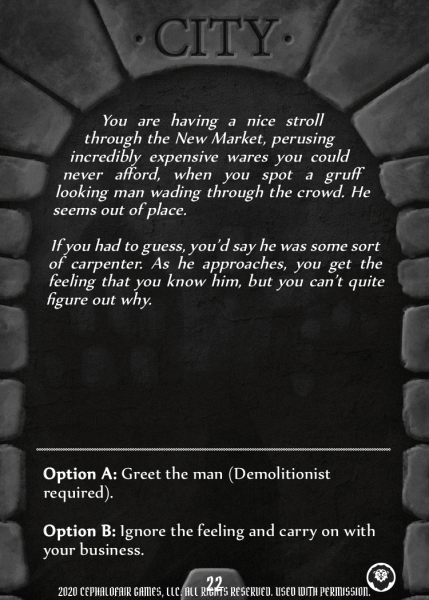 · CITY ·
You are having a nice stroll
through the New Market, perusing
incredibly expensive wares you could
never afford, when you spot a gruff
looking man wading through the crowd. He
seems out of place.
If you had to guess, you'd say he was some sort
of carpenter. As he approaches, you get the
feeling that you know him, but you can't quite
figure out why.
Option A: Greet the man (Demolitionist
required).
Option B: Ignore the feeling and carry on with
your business.
22
2020 CEPHALOFAIR GAMES, LLC. ALL RIGHTS RESERVED. USED WITH PERMISSION.